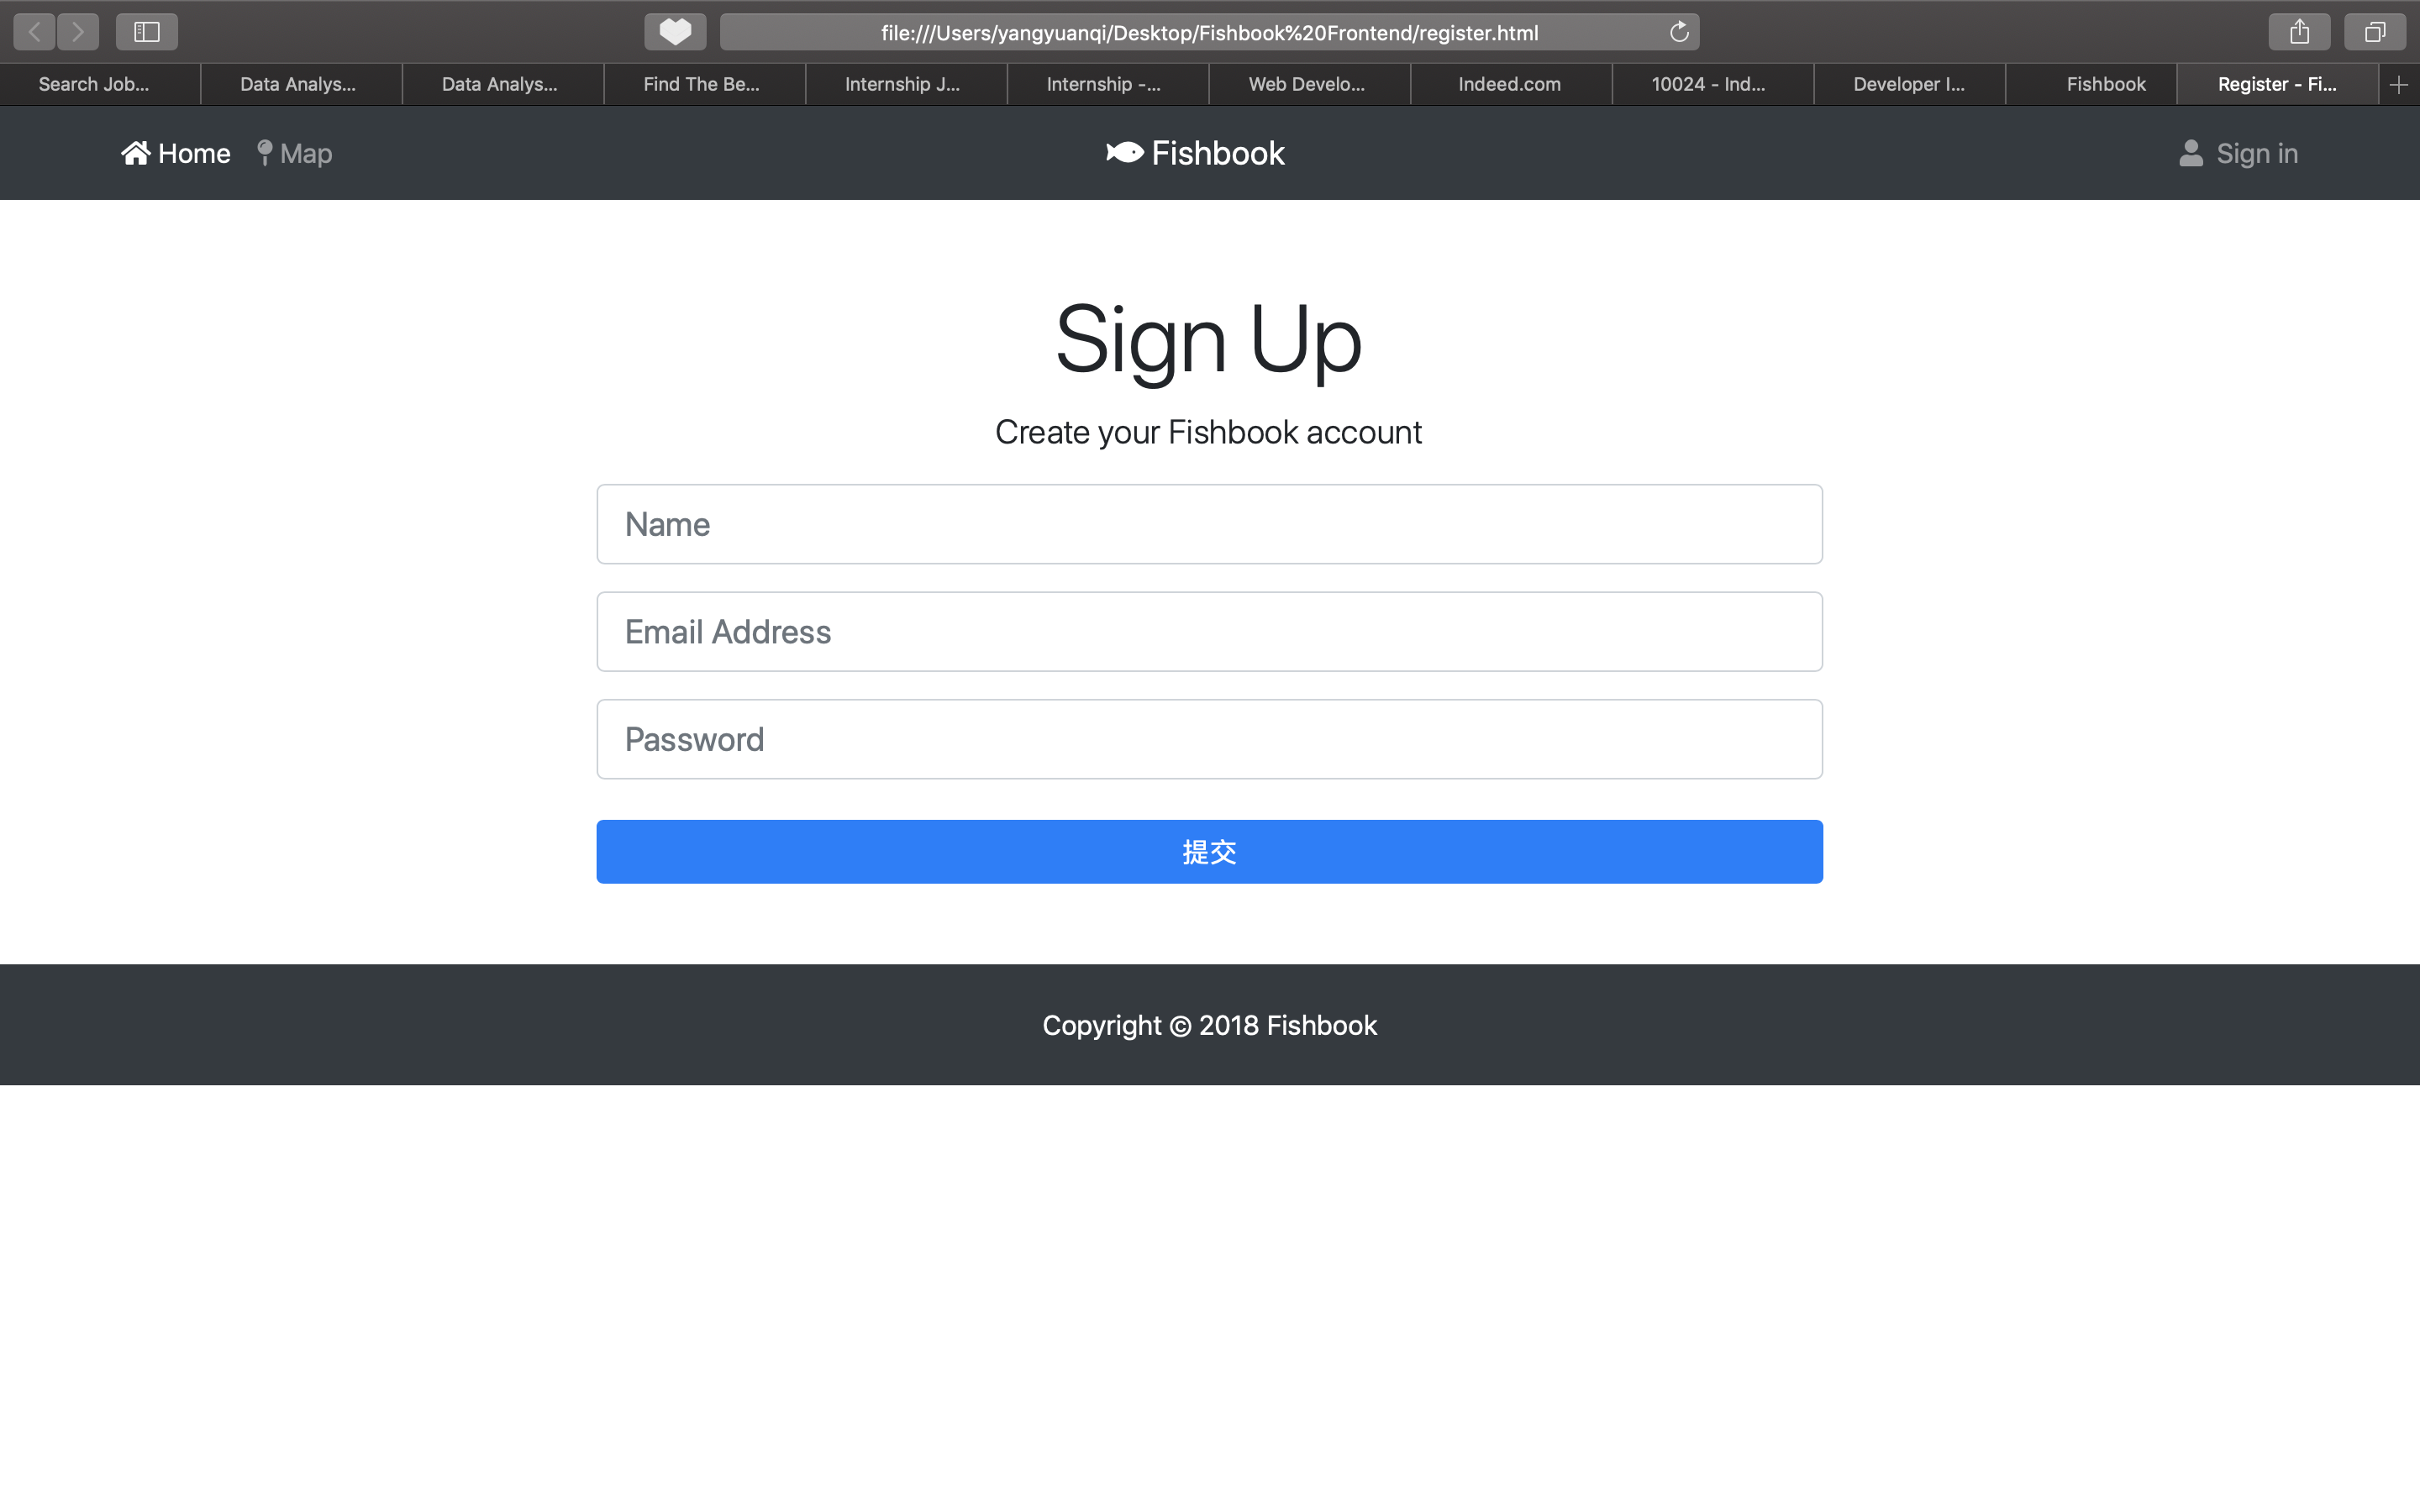 file:///Users/yangyuanqi/Desktop/Fishbook%20Frontend/register.html
Search Job... Data Analys... Data Analys... Find The Be... Internship J... Internship -... Web Develo... Indeed.com 10024 - Ind... Developer I... Fishbook Register - Fi...
Home Map Fishbook Sign in
Sign Up
Create your Fishbook account
Name
Email Address
Password
提交
Copyright © 2018 Fishbook